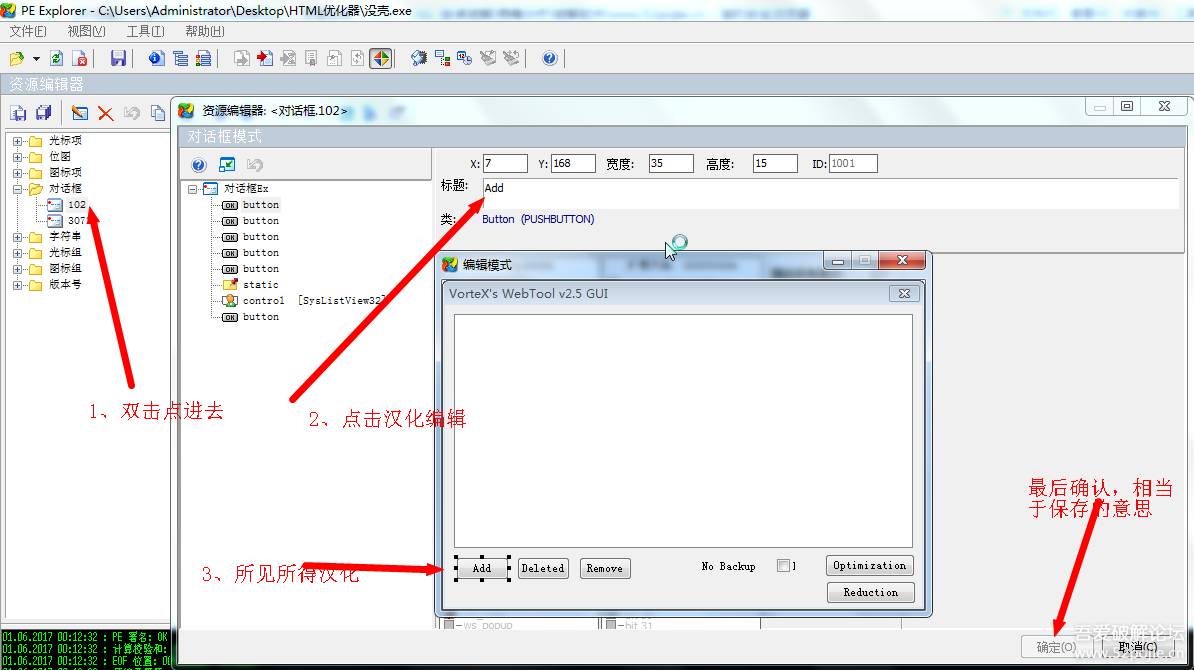 PE Explorer - C:\Users\Administrator\Desktop\HTML优化器\没壳.exe
文件(F) 视图(V) 工具(T) 帮助(H)
资源编辑器
光标项
位图
图标项
对话框
102
307
字符串
光标组
图标组
版本号
资源编辑器: <对话框.102>
对话框模式
对话框Ex
button
button
button
button
button
static
control [SysListView32]
button
X: 7 Y: 168 宽度: 35 高度: 15 ID: 1001
标题: Add
类: Button (PUSHBUTTON)
编辑模式
VorteX's WebTool v2.5 GUI
Add Deleted Remove No Backup Optimization
Reduction
1、双击点进去
2、点击汉化编辑
3、所见所得汉化
最后确认，相当
于保存的意思
ws_popup bit 31
确定(O) 取消(C)
吾爱破解论坛
www.52pojie.cn
01.06.2017 00:12:32 : PE 署名: OK
01.06.2017 00:12:32 : 计算校验和:
01.06.2017 00:12:32 : EOF 位置: 00